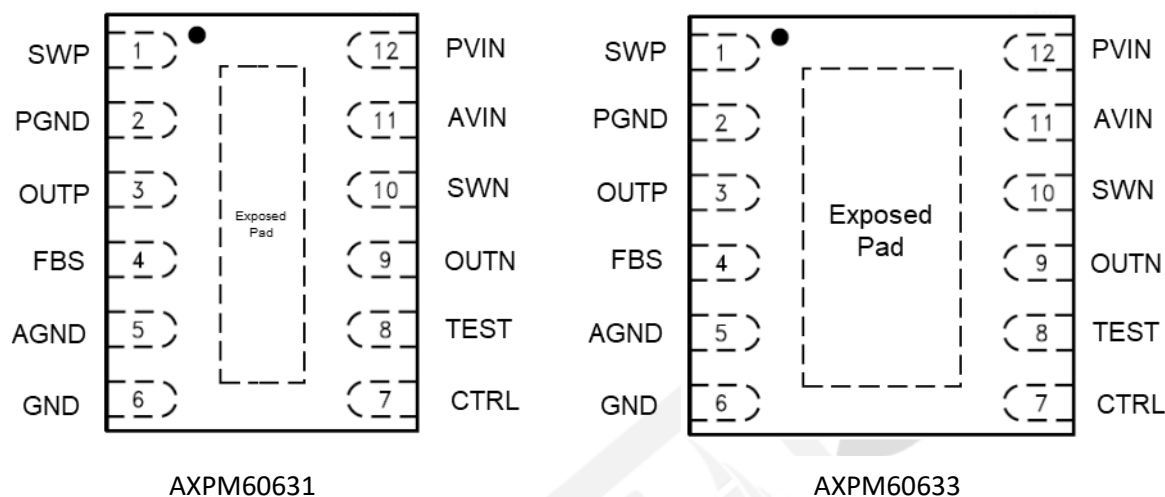 SWP 1 12 PVIN
PGND 2 11 AVIN
OUTP 3 10 SWN
Exposed
Pad
FBS 4 9 OUTN
AGND 5 8 TEST
GND 6 7 CTRL
AXPM60631
SWP 1 12 PVIN
PGND 2 11 AVIN
OUTP 3 10 SWN
Exposed
Pad
FBS 4 9 OUTN
AGND 5 8 TEST
GND 6 7 CTRL
AXPM60633